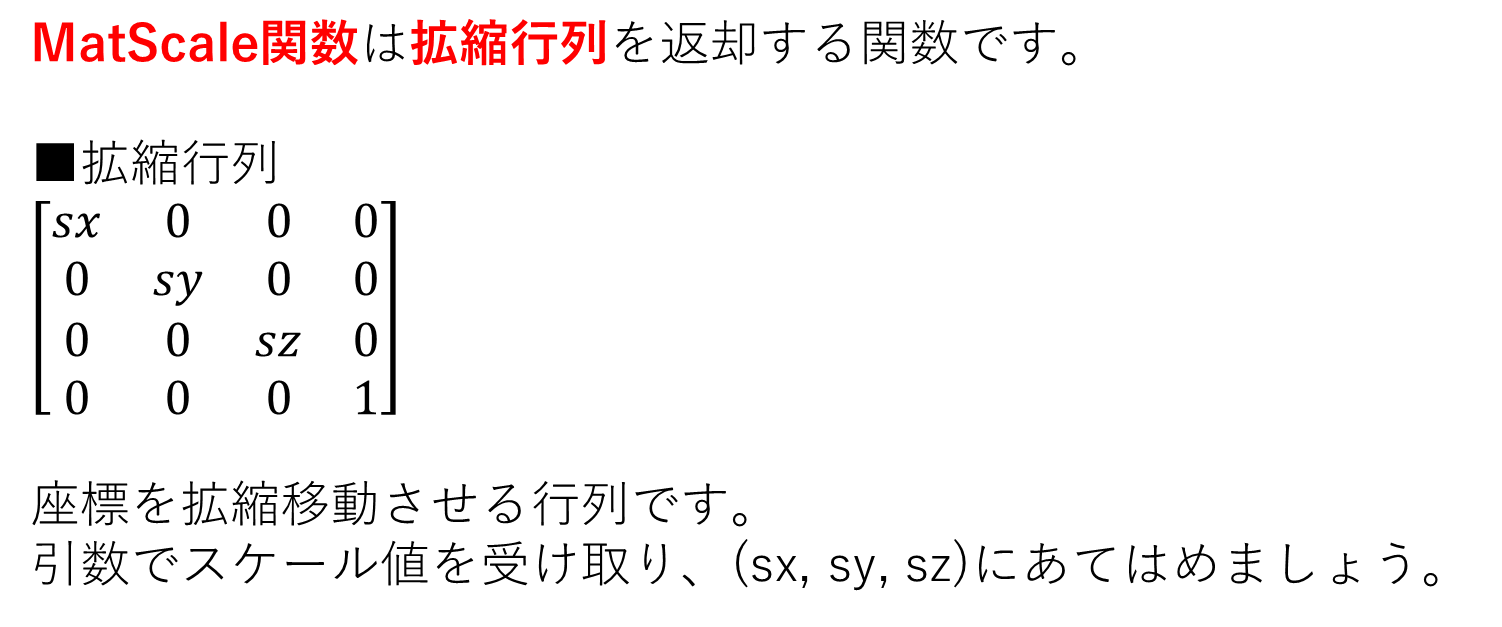 MatScale関数は拡縮行列を返却する関数です。
■拡縮行列
sx 0 0 0
0 sy 0 0
0 0 sz 0
0 0 0 1
座標を拡縮移動させる行列です。
引数でスケール値を受け取り、(sx, sy, sz)にあてはめましょう。